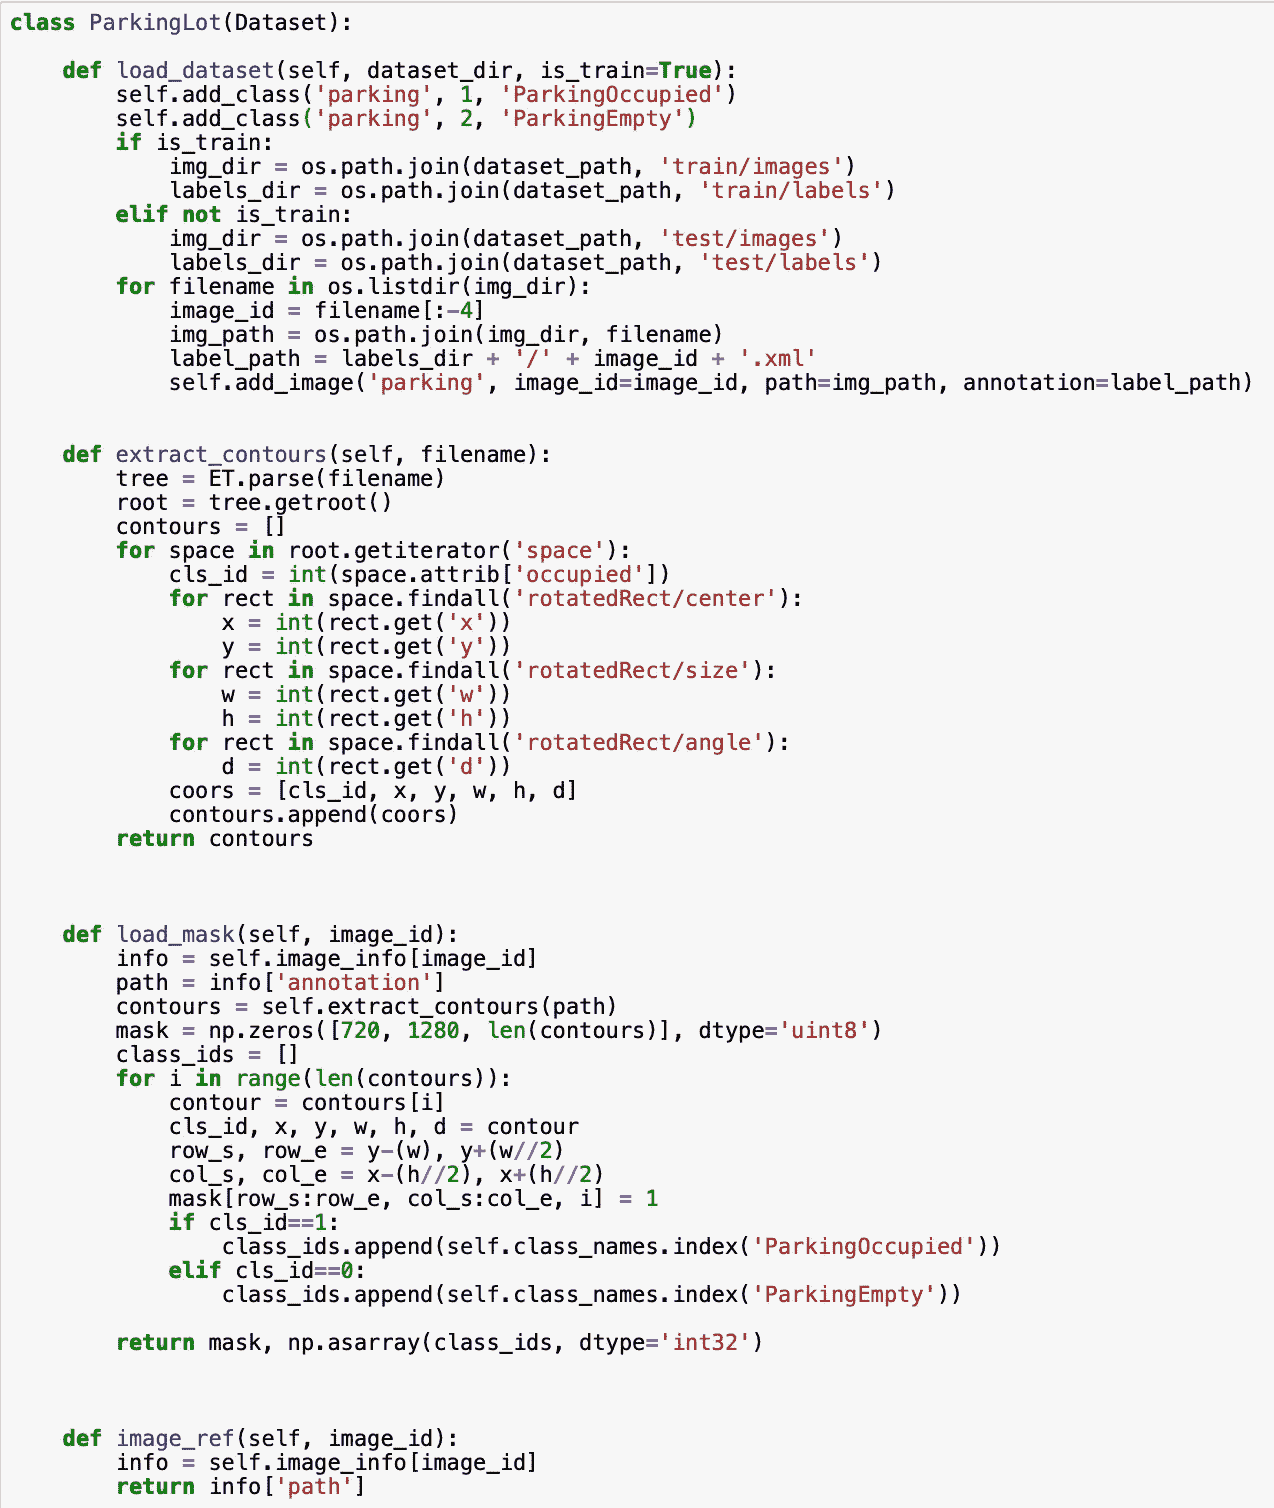 class ParkingLot(Dataset):
    def load_dataset(self, dataset_dir, is_train=True):
        self.add_class('parking', 1, 'ParkingOccupied')
        self.add_class('parking', 2, 'ParkingEmpty')
        if is_train:
            img_dir = os.path.join(dataset_path, 'train/images')
            labels_dir = os.path.join(dataset_path, 'train/labels')
        elif not is_train:
            img_dir = os.path.join(dataset_path, 'test/images')
            labels_dir = os.path.join(dataset_path, 'test/labels')
        for filename in os.listdir(img_dir):
            image_id = filename[:-4]
            img_path = os.path.join(img_dir, filename)
            label_path = labels_dir + '/' + image_id + '.xml'
            self.add_image('parking', image_id=image_id, path=img_path, annotation=label_path)
    def extract_contours(self, filename):
        tree = ET.parse(filename)
        root = tree.getroot()
        contours = []
        for space in root.getiterator('space'):
            cls_id = int(space.attrib['occupied'])
            for rect in space.findall('rotatedRect/center'):
                x = int(rect.get('x'))
                y = int(rect.get('y'))
            for rect in space.findall('rotatedRect/size'):
                w = int(rect.get('w'))
                h = int(rect.get('h'))
            for rect in space.findall('rotatedRect/angle'):
                d = int(rect.get('d'))
            coors = [cls_id, x, y, w, h, d]
            contours.append(coors)
        return contours
    def load_mask(self, image_id):
        info = self.image_info[image_id]
        path = info['annotation']
        contours = self.extract_contours(path)
        mask = np.zeros([720, 1280, len(contours)], dtype='uint8')
        class_ids = []
        for i in range(len(contours)):
            contour = contours[i]
            cls_id, x, y, w, h, d = contour
            row_s, row_e = y-(w), y+(w//2)
            col_s, col_e = x-(h//2), x+(h//2)
            mask[row_s:row_e, col_s:col_e, i] = 1
            if cls_id==1:
                class_ids.append(self.class_names.index('ParkingOccupied'))
            elif cls_id==0:
                class_ids.append(self.class_names.index('ParkingEmpty'))
        return mask, np.asarray(class_ids, dtype='int32')
    def image_ref(self, image_id):
        info = self.image_info[image_id]
        return info['path']